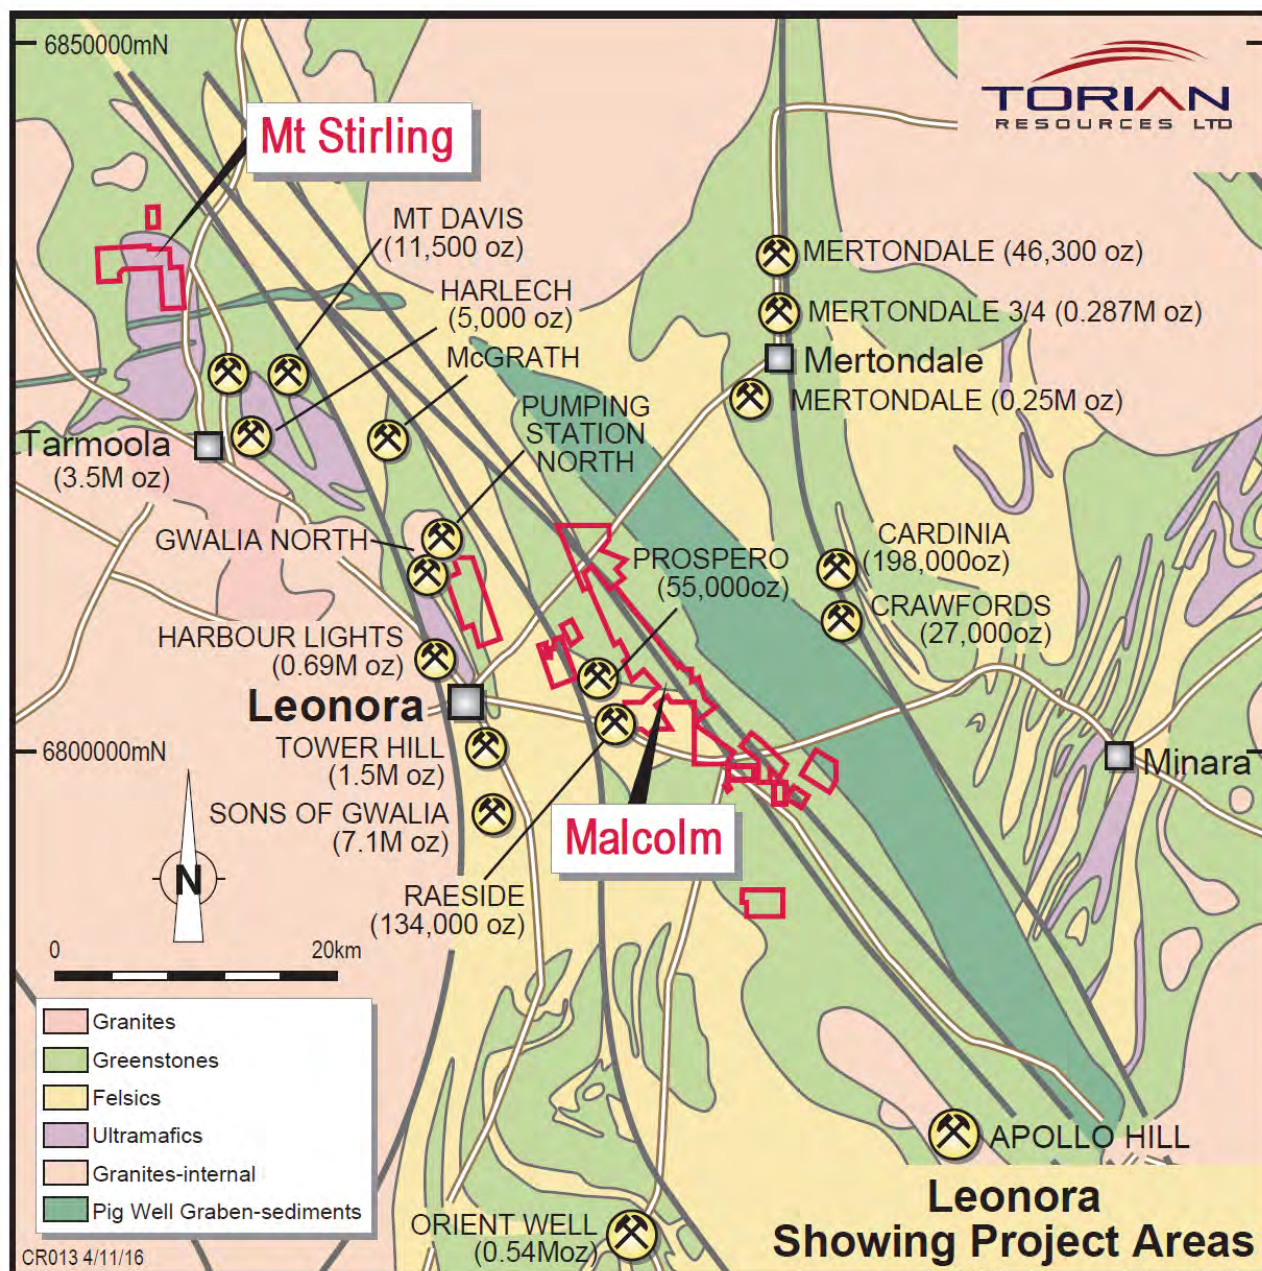 6850000mN
TORIAN
RESOURCES LTD
Mt Stirling
MT DAVIS
(11,500 oz)
MERTONDALE (46,300 oz)
HARLECH
(5,000 oz)
MERTONDALE 3/4 (0.287M oz)
McGRATH
Mertondale
PUMPING
STATION
NORTH
MERTONDALE (0.25M oz)
Tarmoola
(3.5M oz)
GWALIA NORTH
PROSPERO
(55,000oz)
CARDINIA
(198,000oz)
CRAWFORDS
(27,000oz)
HARBOUR LIGHTS
(0.69M oz)
Leonora
6800000mN
TOWER HILL
(1.5M oz)
Minara
SONS OF GWALIA
(7.1M oz)
Malcolm
N
RAESIDE
(134,000 oz)
0 20km
Granites
Greenstones
Felsics
Ultramafics
Granites-internal
Pig Well Graben-sediments
APOLLO HILL
ORIENT WELL
(0.54Moz)
Leonora
Showing Project Areas
CR013 4/11/16